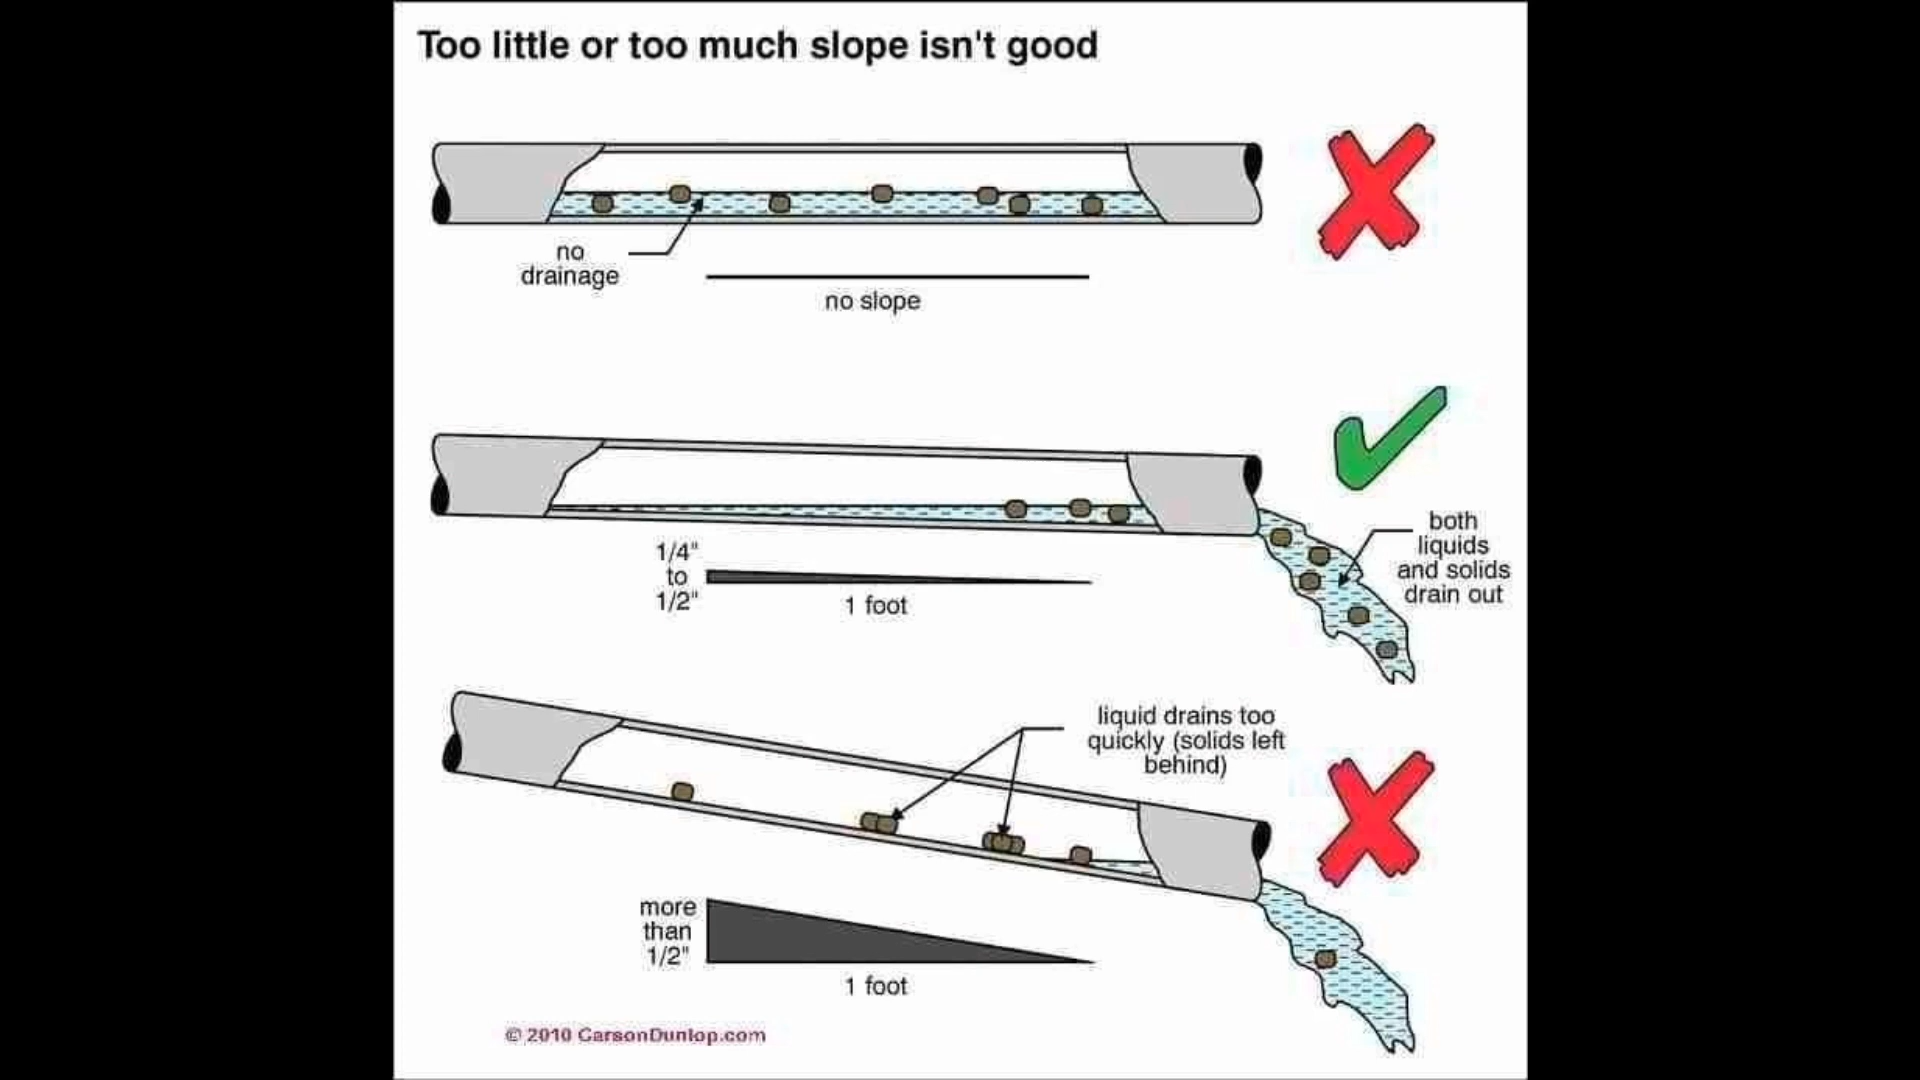 Too little or too much slope isn't good
no
drainage
no slope
1/4"
to
1/2"
1 foot
both
liquids
and solids
drain out
liquid drains too
quickly (solids left
behind)
more
than
1/2"
1 foot
© 2010 CarsonDunlop.com